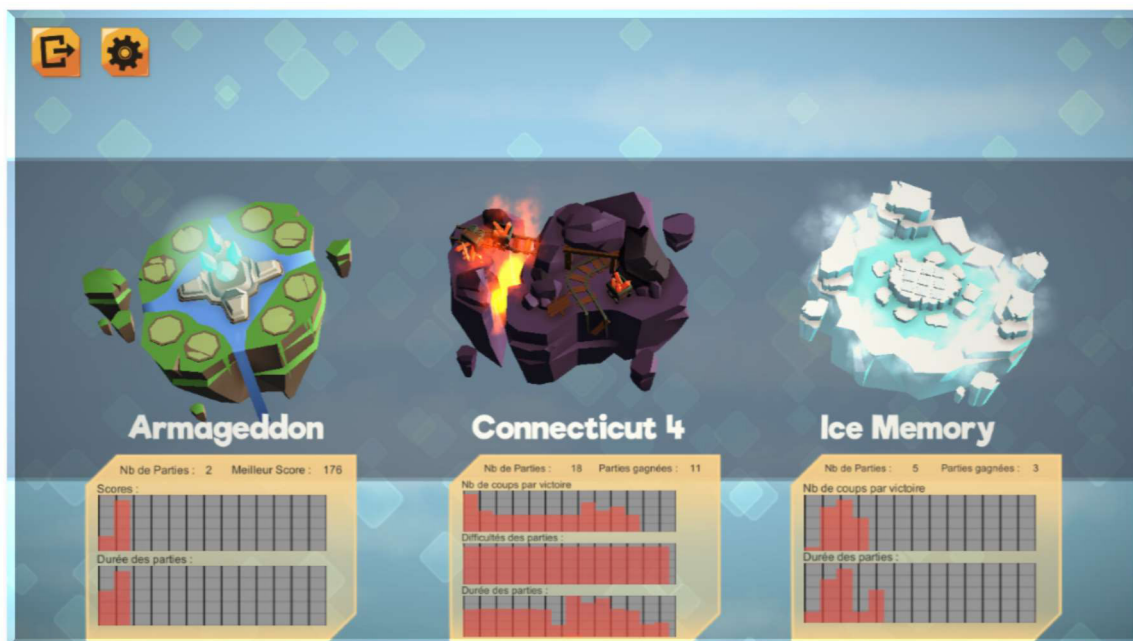 Armageddon
Nb de Parties : 2 Meilleur Score : 176
Scores :
Durée des parties :
Connecticut 4
Nb de Parties : 18 Parties gagnées : 11
Nb de coups par victoire
Difficultés des parties :
Durée des parties :
Ice Memory
Nb de Parties : 5 Parties gagnées : 3
Nb de coups par victoire
Durée des parties :